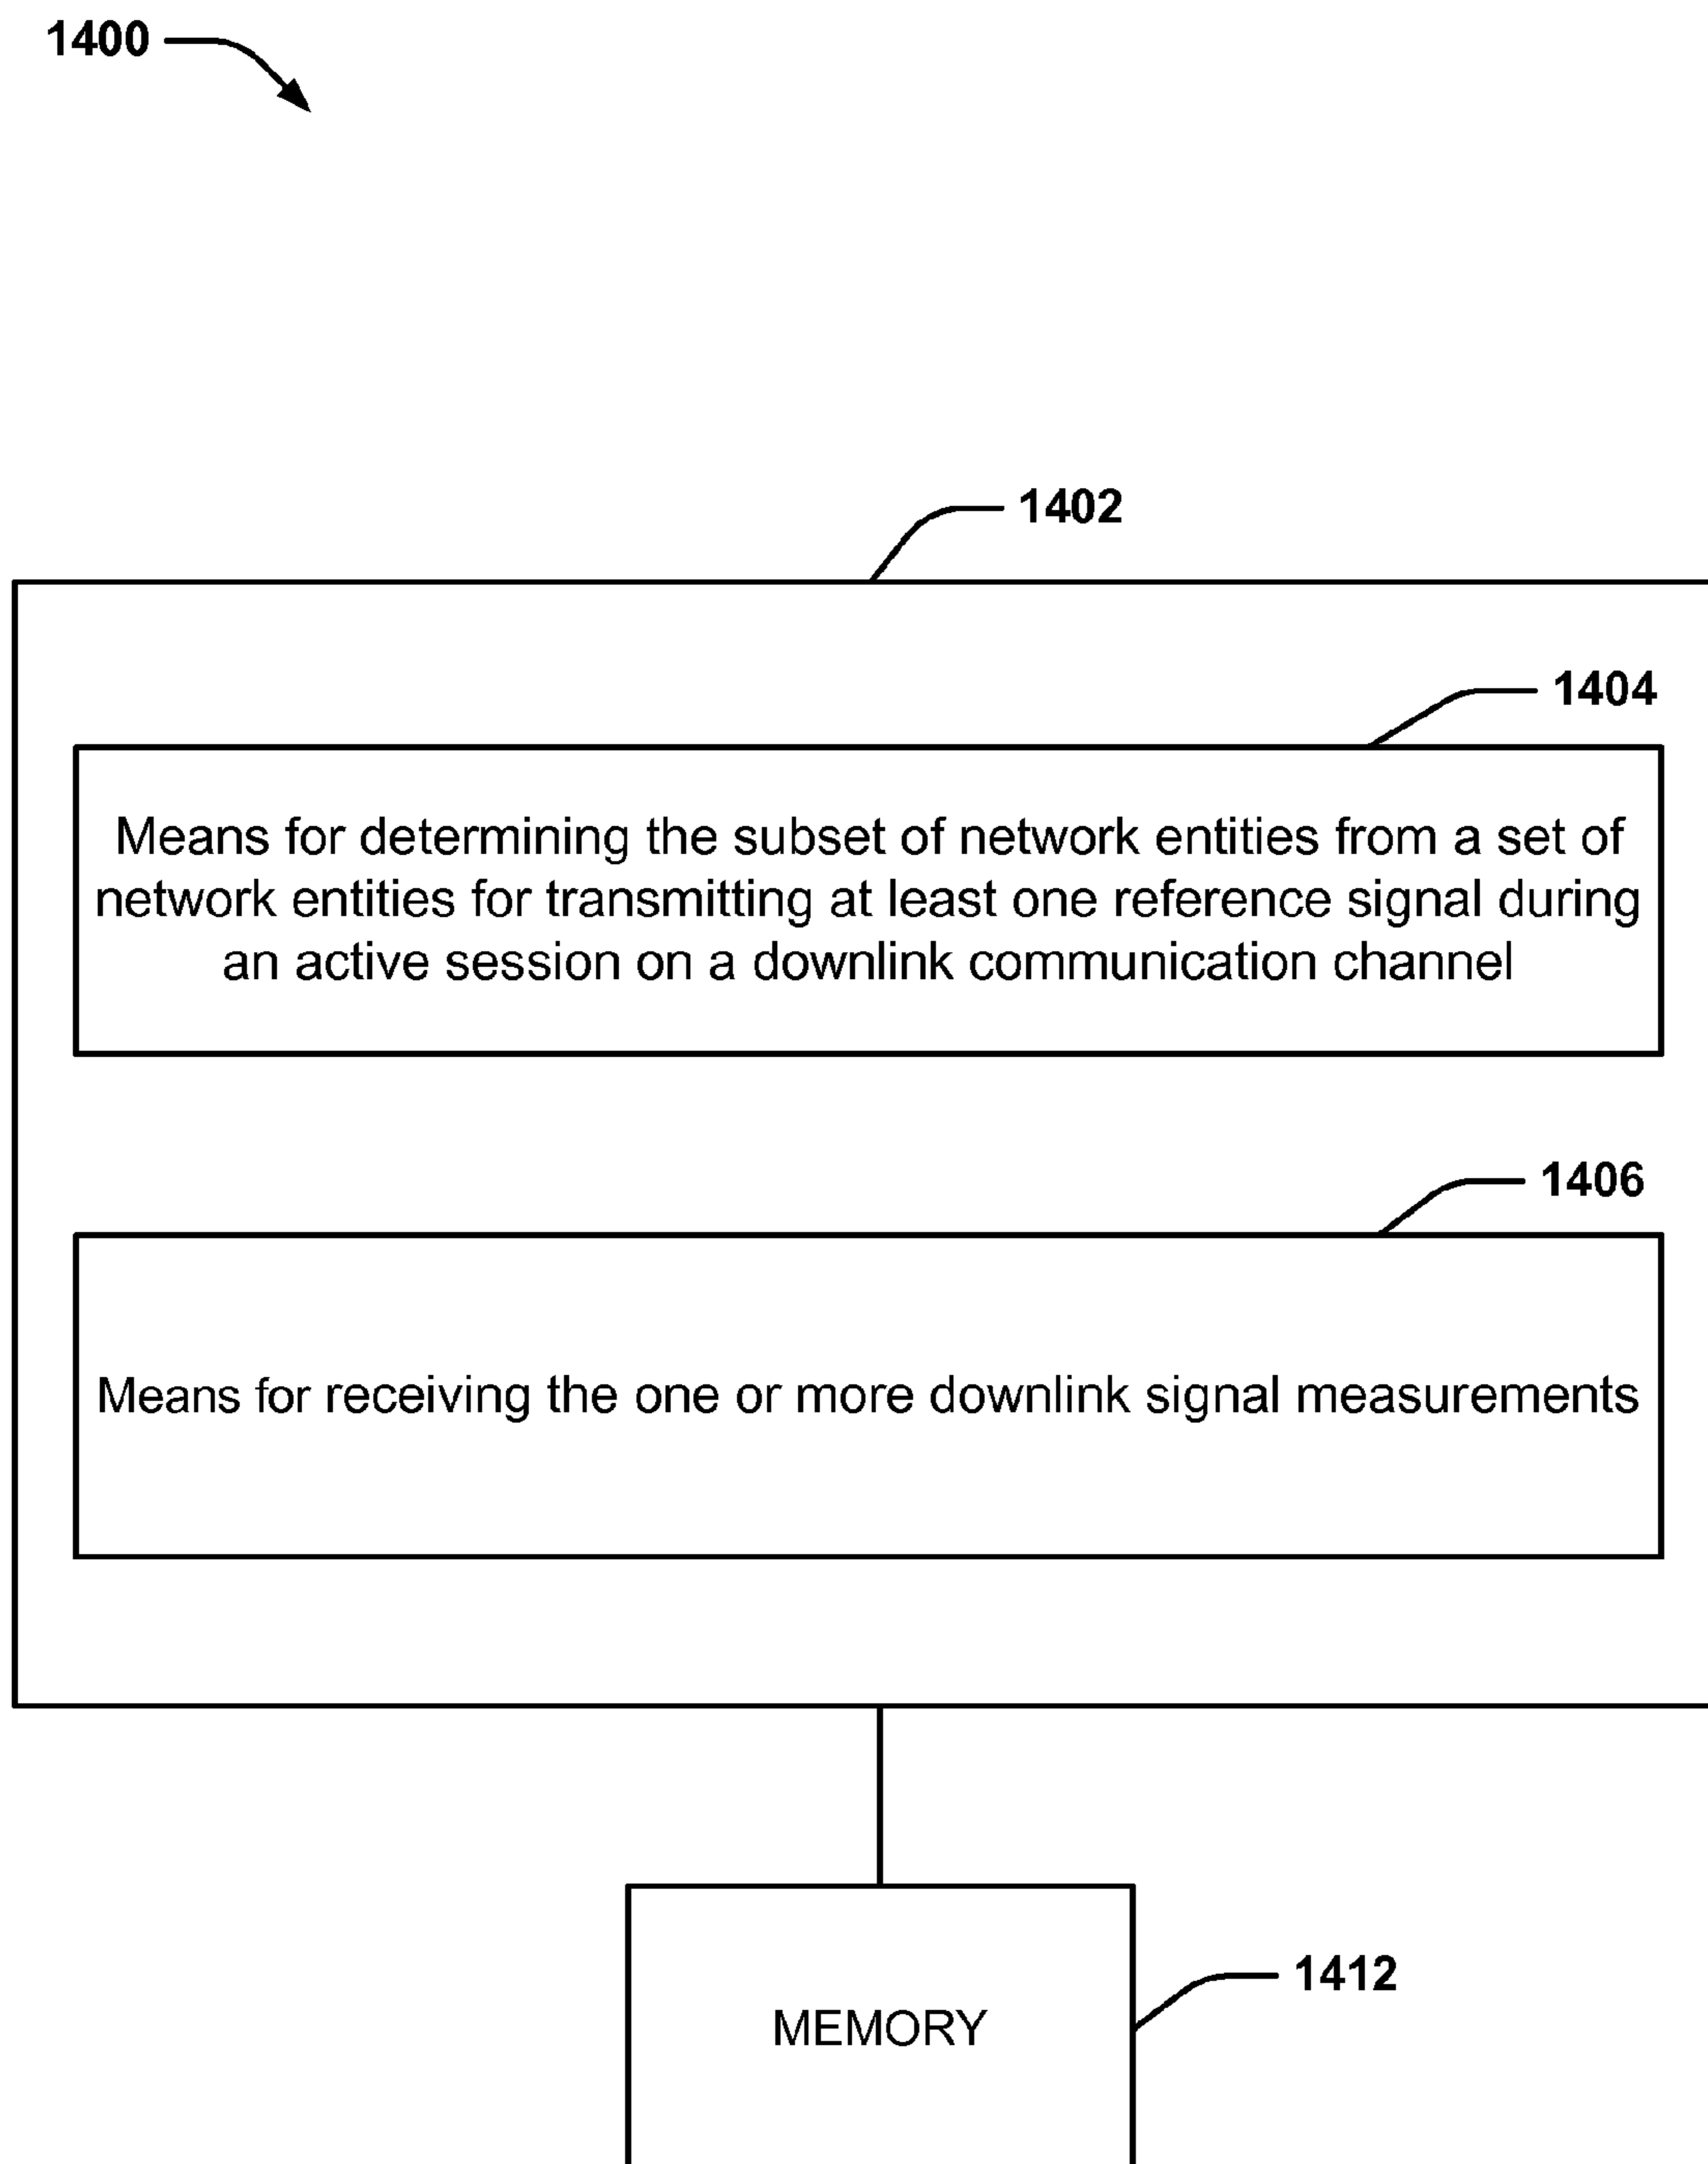 1400
1402
1404
Means for determining the subset of network entities from a set of
network entities for transmitting at least one reference signal during
an active session on a downlink communication channel
1406
Means for receiving the one or more downlink signal measurements
1412
MEMORY